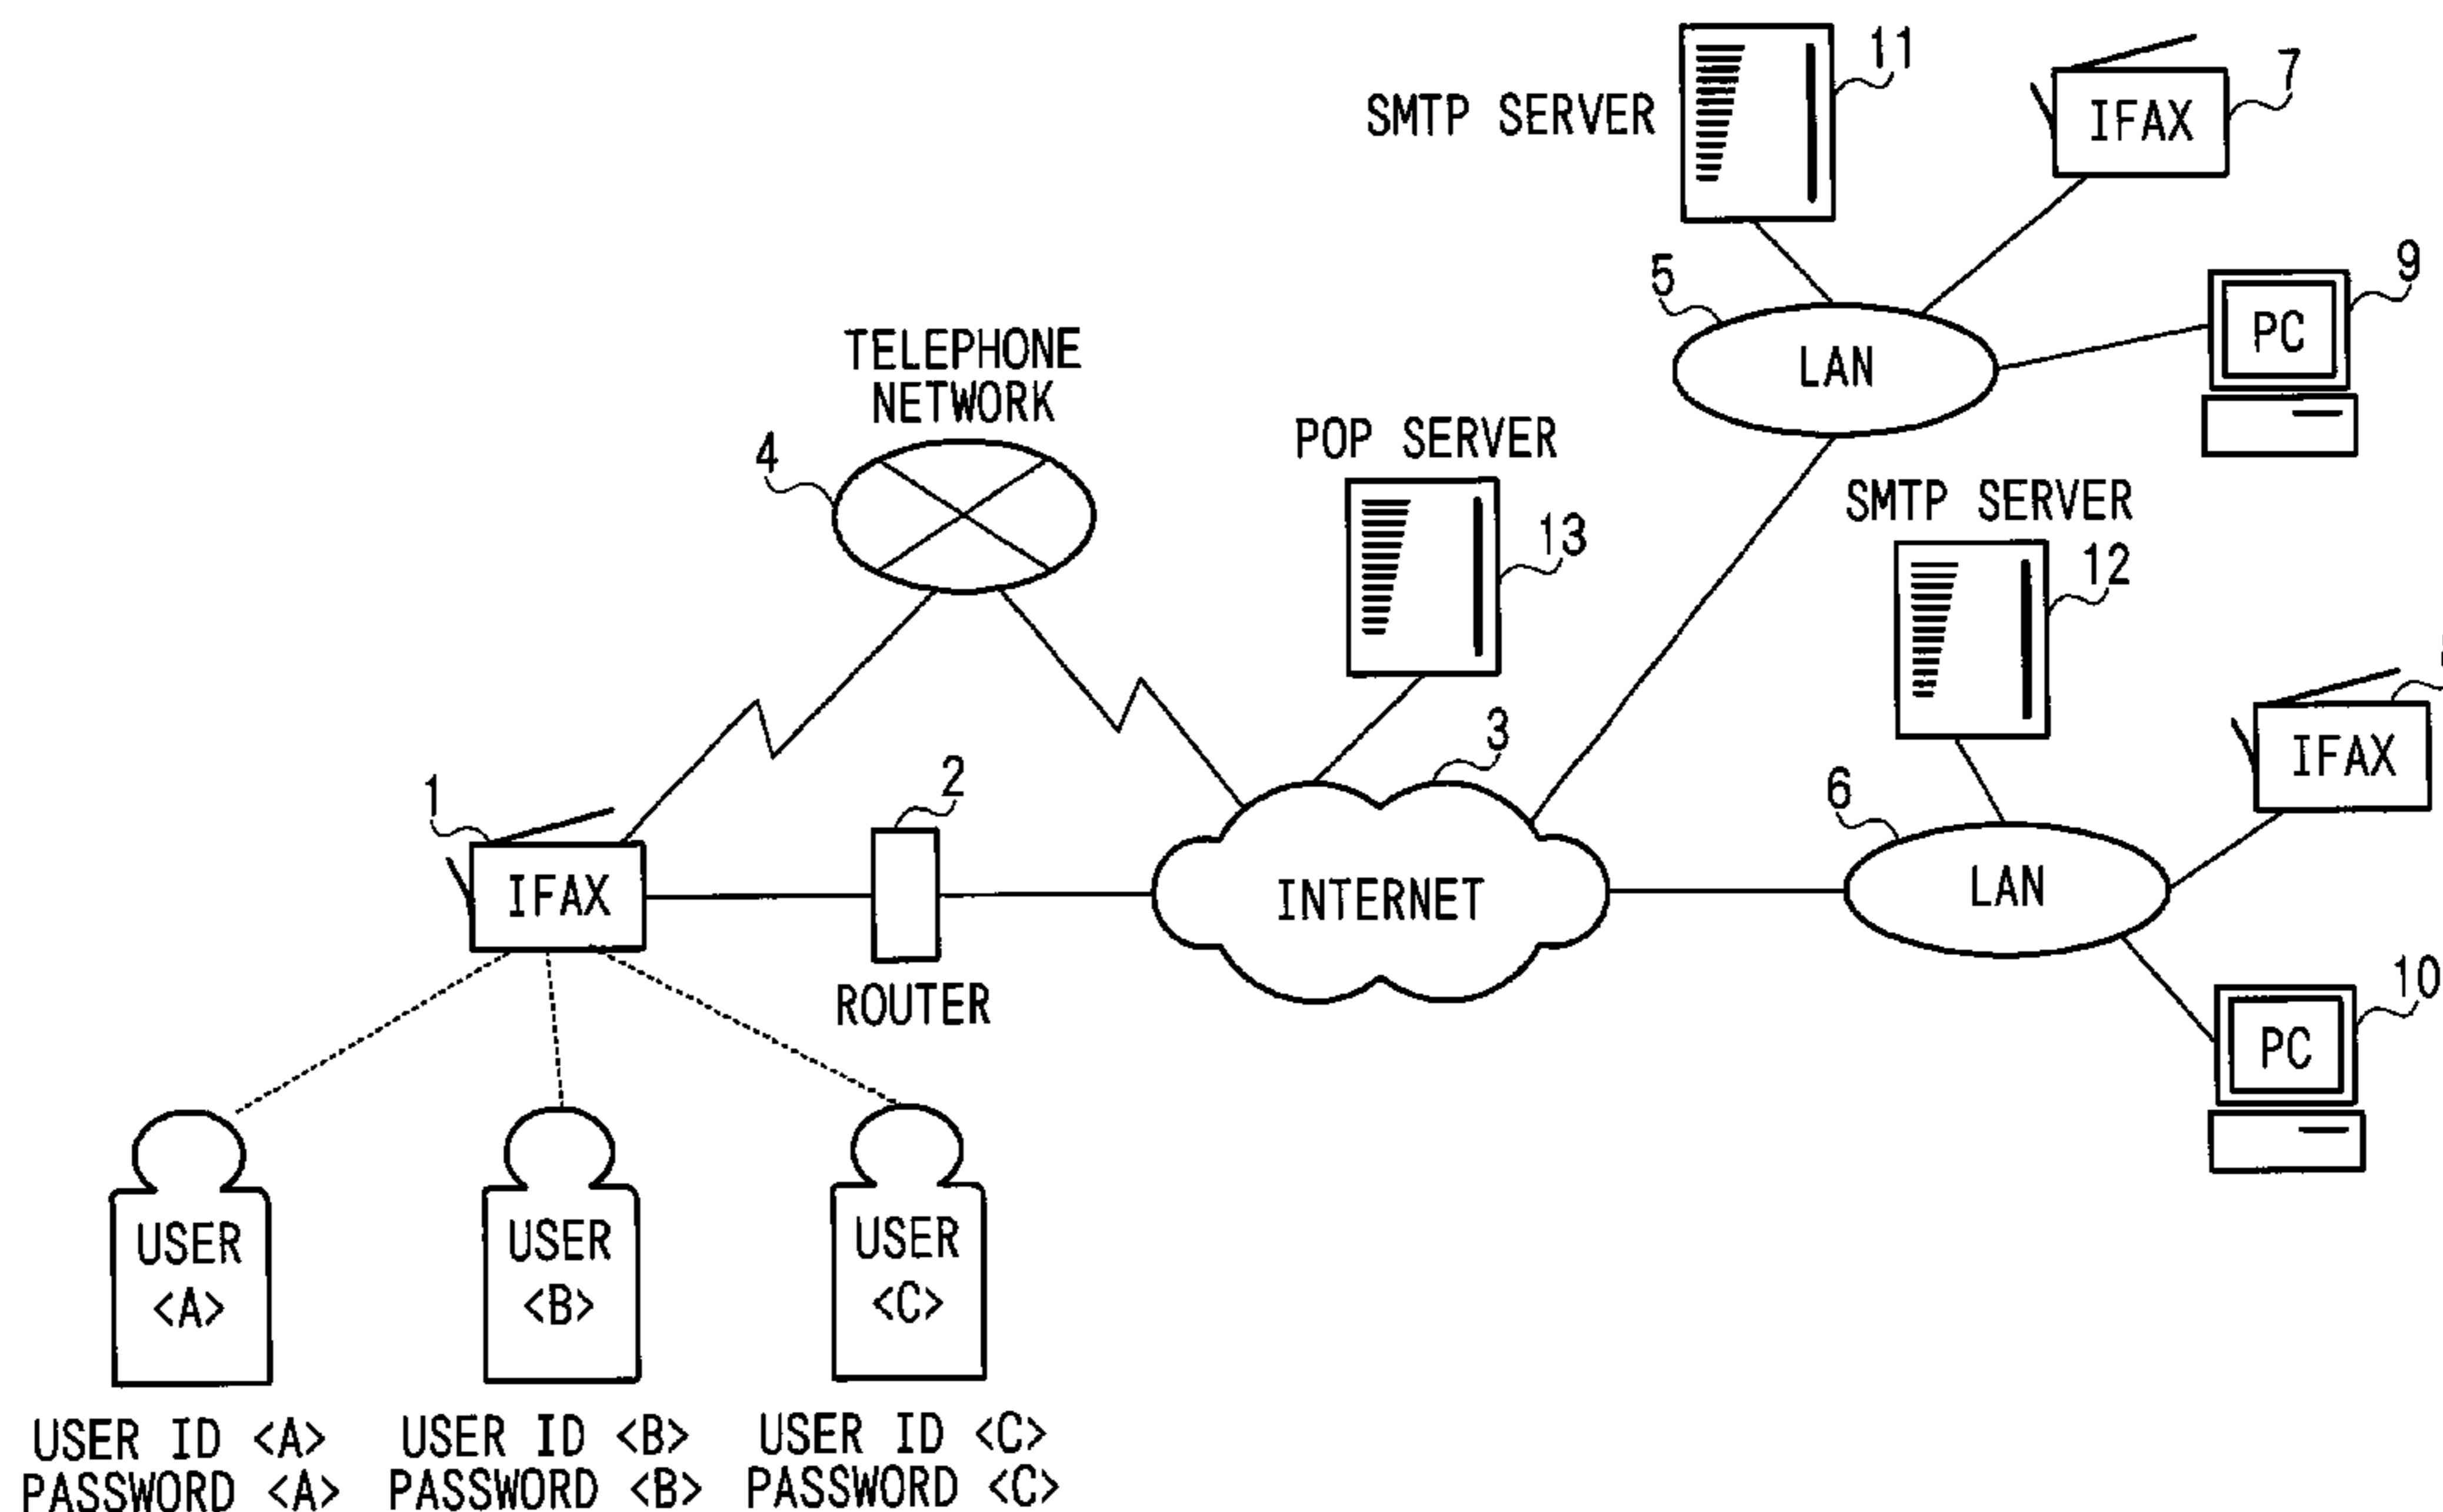 11
7
SMTP SERVER
IFAX
5
9
PC
LAN
TELEPHONE
NETWORK
POP SERVER
4
SMTP SERVER
13
12
3
2
IFAX
1
6
IFAX
INTERNET
LAN
10
ROUTER
PC
USER
<A>
USER
<B>
USER
<C>
USER ID <A>
PASSWORD <A>
USER ID <B>
PASSWORD <B>
USER ID <C>
PASSWORD <C>